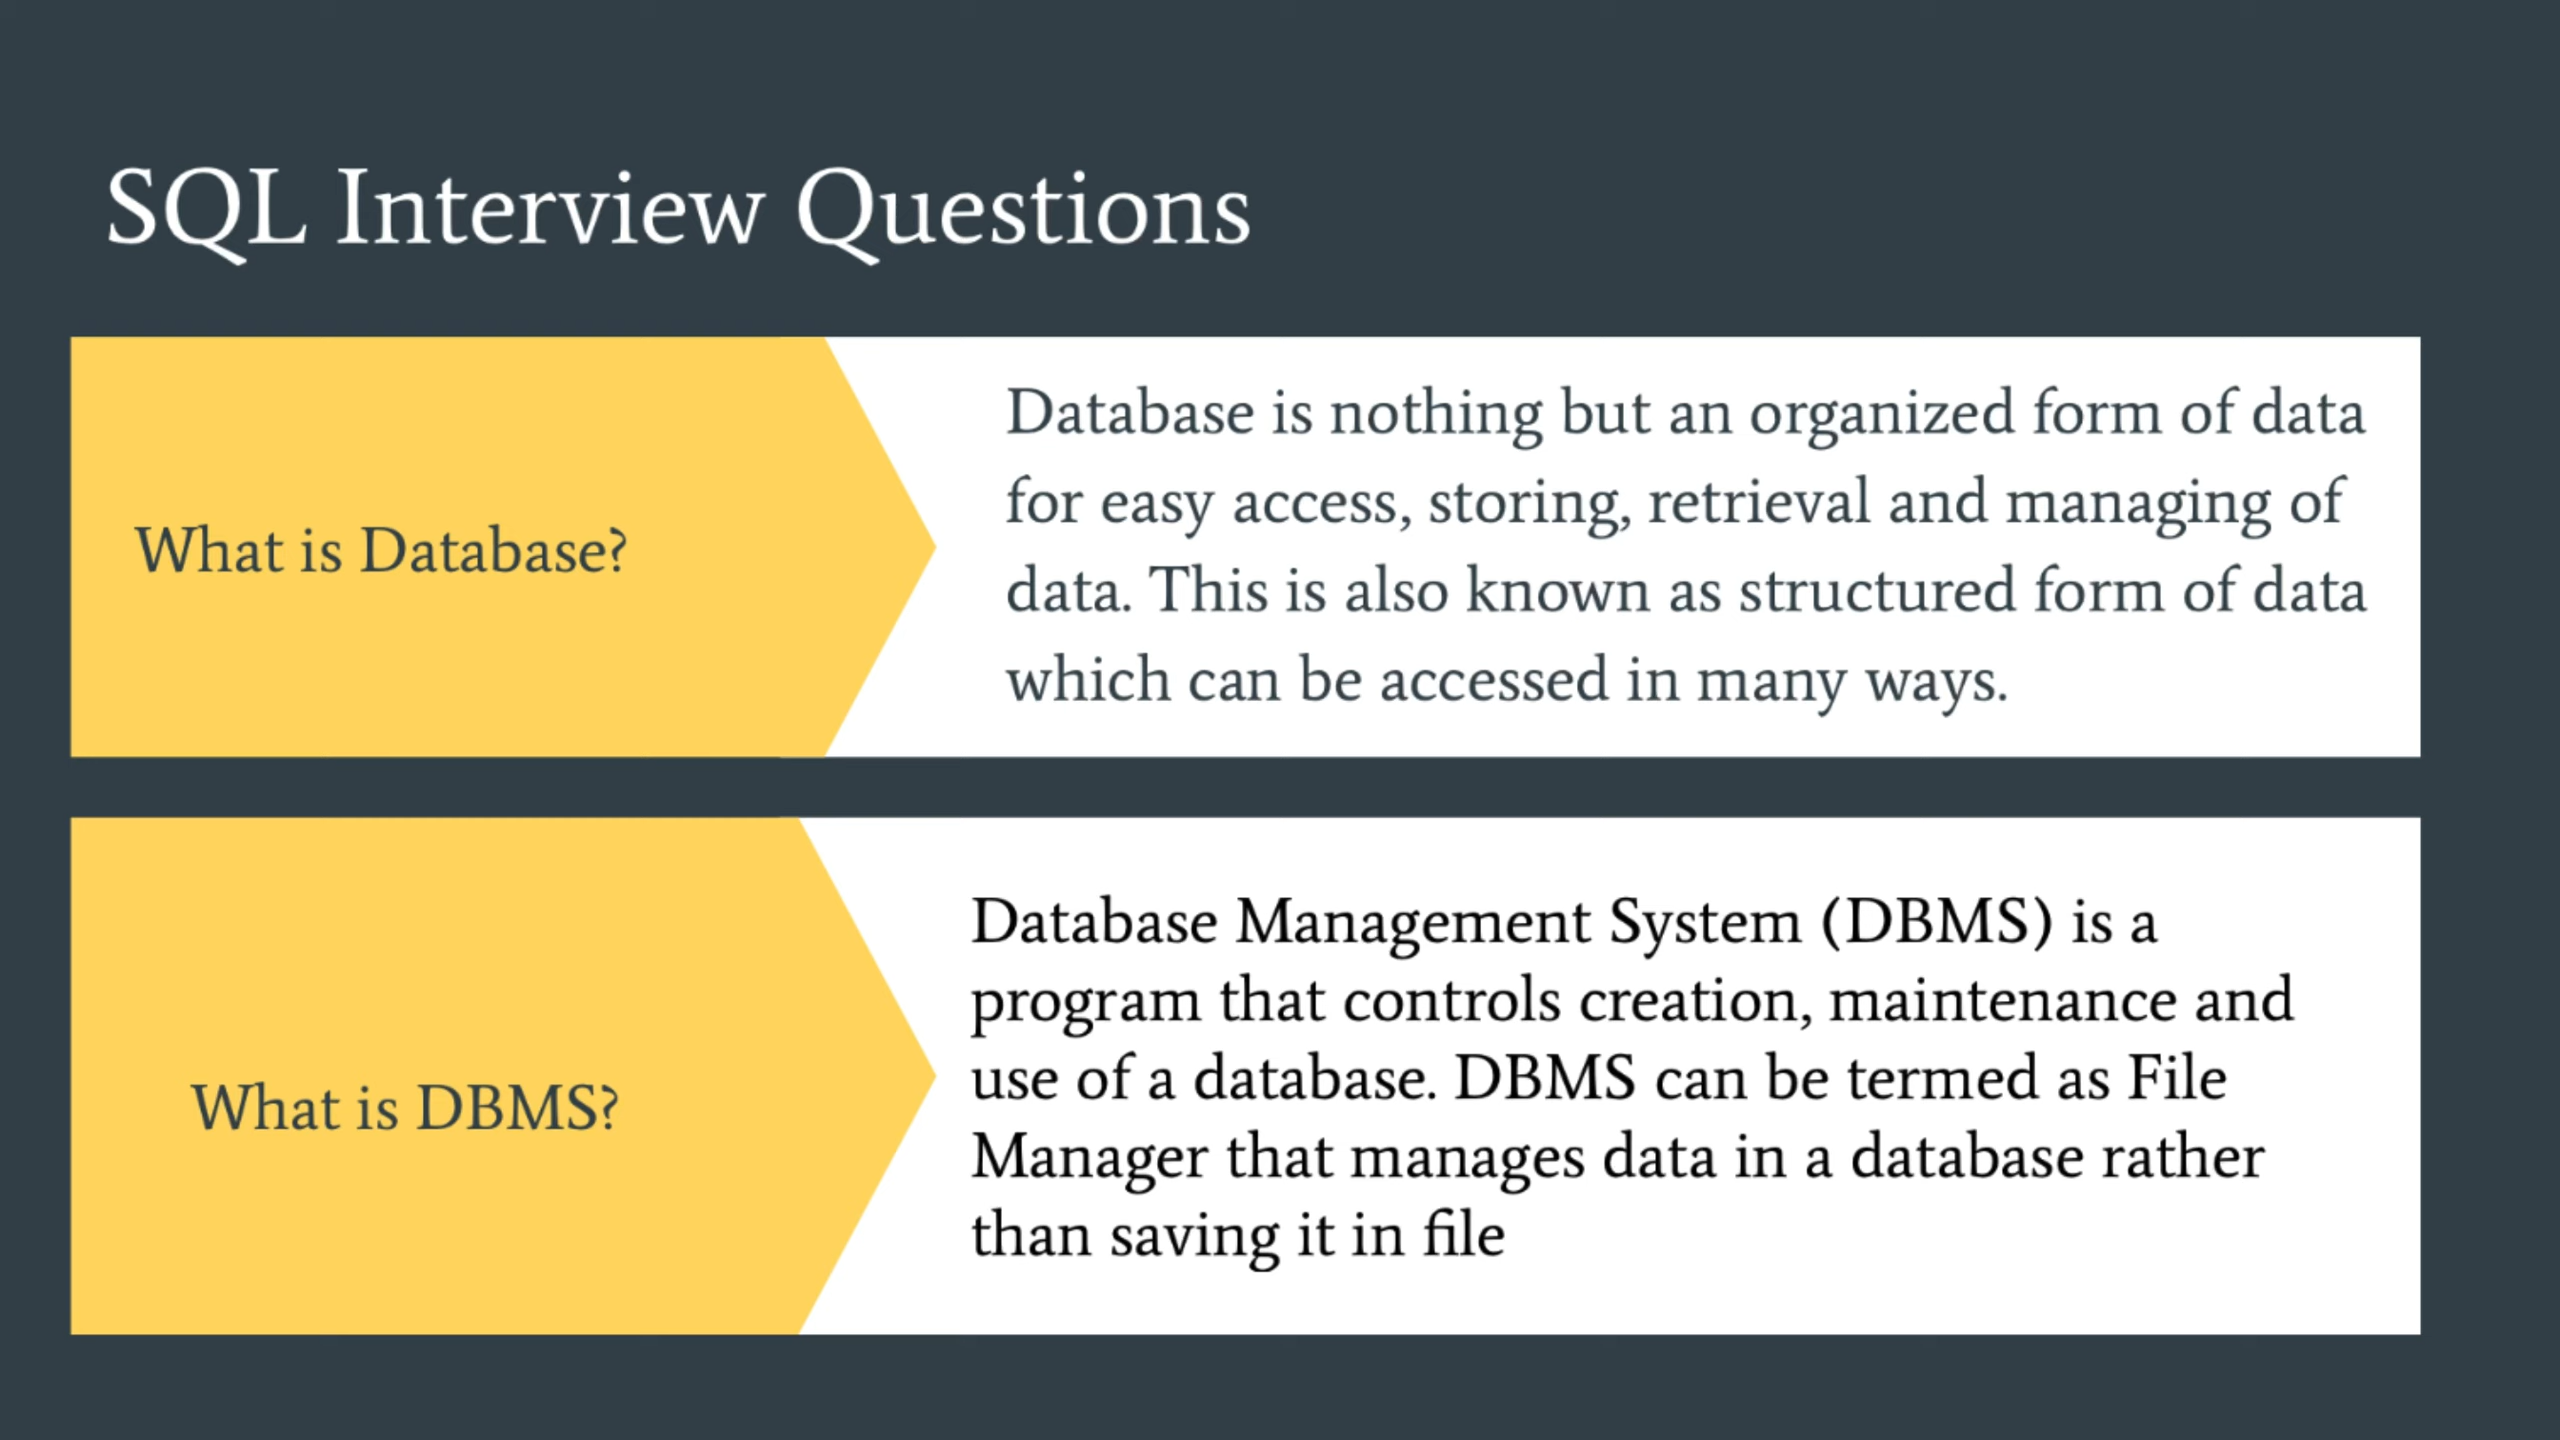 SQL Interview Questions
What is Database?
Database is nothing but an organized form of data
for easy access, storing, retrieval and managing of
data. This is also known as structured form of data
which can be accessed in many ways.
What is DBMS?
Database Management System (DBMS) is a
program that controls creation, maintenance and
use of a database. DBMS can be termed as File
Manager that manages data in a database rather
than saving it in file